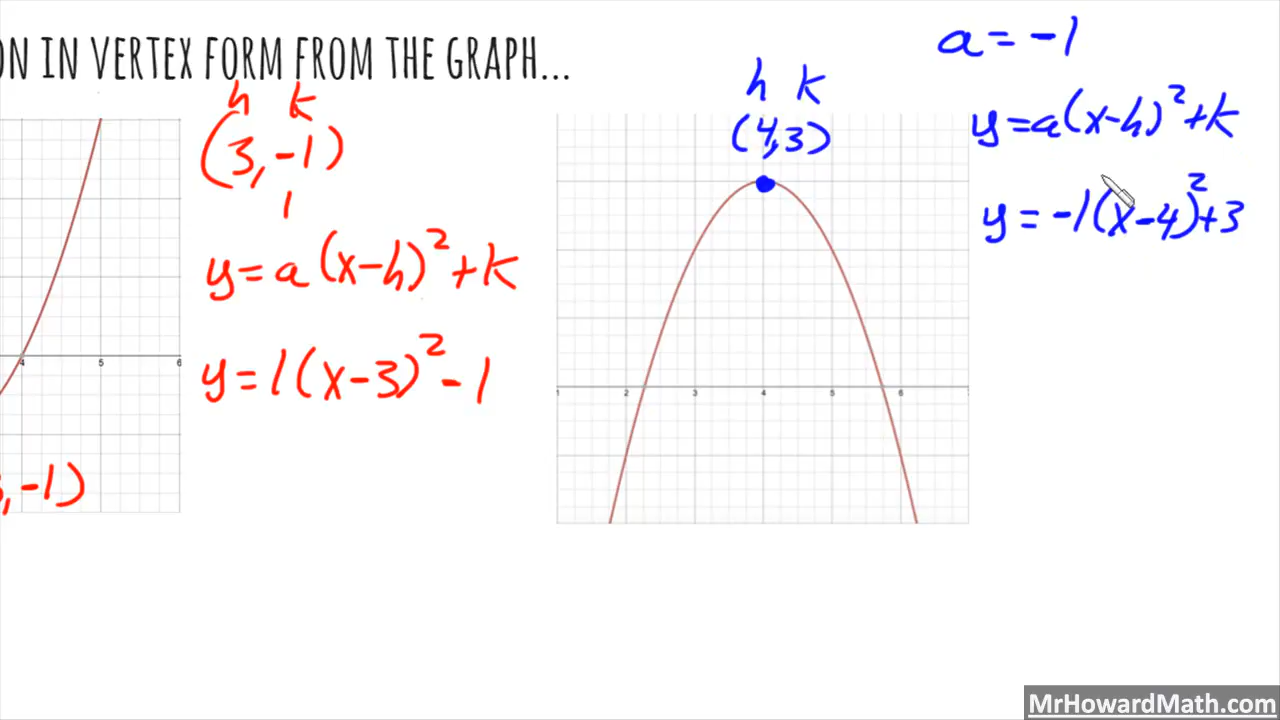 ON IN VERTEX FORM FROM THE GRAPH...
h k
(3, -1)
1
y = a(x-h)² + k
y = 1(x-3)² - 1
4 5 6
, -1)
h k
(4,3)
1 2 3 4 5 6
a = -1
y = a(x-h)² + k
y = -1(x-4)² + 3
MrHowardMath.com